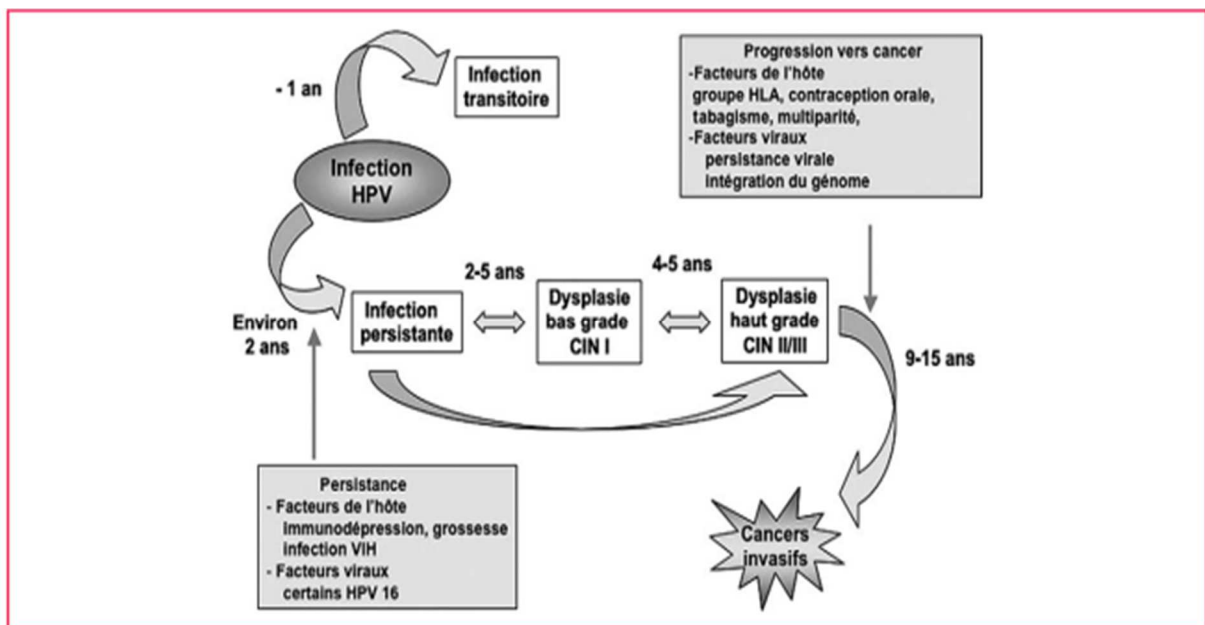 - 1 an
Infection
transitoire
Infection
HPV
Progression vers cancer
-Facteurs de l'hôte
groupe HLA, contraception orale,
tabagisme, multiparité,
-Facteurs viraux
persistance virale
intégration du génome
Environ
2 ans
Infection
persistante
2-5 ans
Dysplasie
bas grade
CIN I
4-5 ans
Dysplasie
haut grade
CIN II/III
9-15 ans
Persistance
- Facteurs de l'hôte
immunodépression, grossesse
infection VIH
- Facteurs viraux
certains HPV 16
Cancers
invasifs